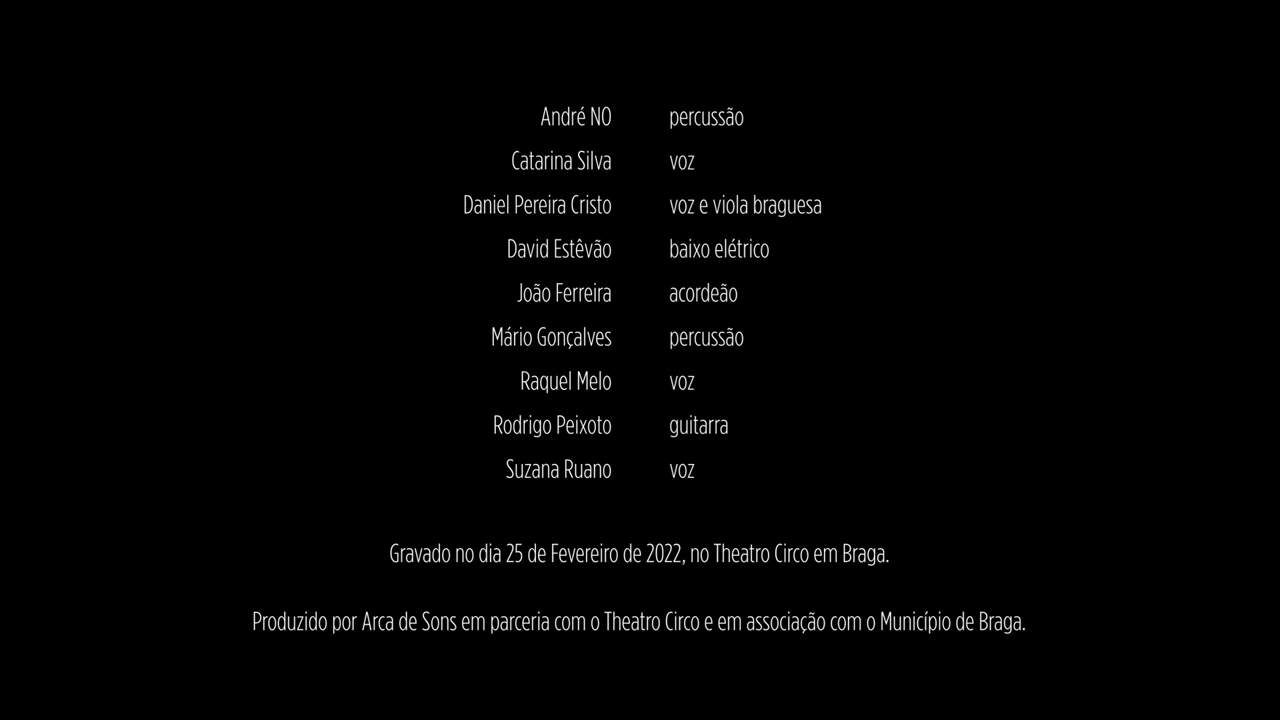 André NO percussão
Catarina Silva voz
Daniel Pereira Cristo voz e viola braguesa
David Estêvão baixo elétrico
João Ferreira acordeão
Mário Gonçalves percussão
Raquel Melo voz
Rodrigo Peixoto guitarra
Suzana Ruano voz
Gravado no dia 25 de Fevereiro de 2022, no Theatro Circo em Braga.
Produzido por Arca de Sons em parceria com o Theatro Circo e em associação com o Município de Braga.